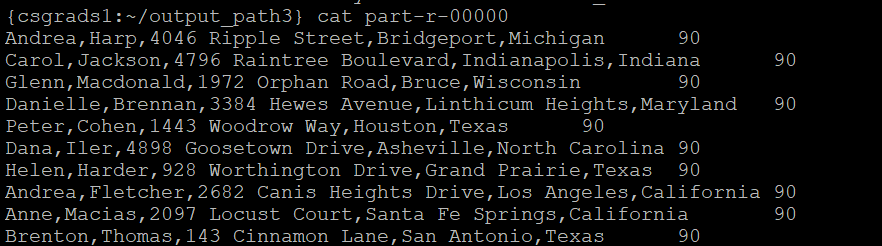 {csgrads1:~/output_path3} cat part-r-00000
Andrea,Harp,4046 Ripple Street,Bridgeport,Michigan 90
Carol,Jackson,4796 Raintree Boulevard,Indianapolis,Indiana 90
Glenn,Macdonald,1972 Orphan Road,Bruce,Wisconsin 90
Danielle,Brennan,3384 Hewes Avenue,Linthicum Heights,Maryland 90
Peter,Cohen,1443 Woodrow Way,Houston,Texas 90
Dana,Iler,4898 Goosetown Drive,Asheville,North Carolina 90
Helen,Harder,928 Worthington Drive,Grand Prairie,Texas 90
Andrea,Fletcher,2682 Canis Heights Drive,Los Angeles,California 90
Anne,Macias,2097 Locust Court,Santa Fe Springs,California 90
Brenton,Thomas,143 Cinnamon Lane,San Antonio,Texas 90